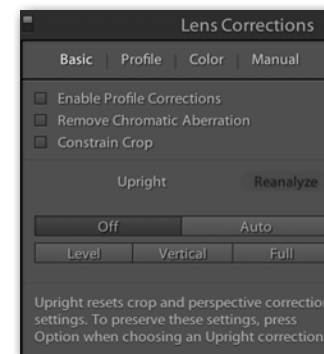 Lens Corrections
Basic | Profile | Color | Manual
Enable Profile Corrections
Remove Chromatic Aberration
Constrain Crop
Upright Reanalyze
Off Auto
Level Vertical Full
Upright resets crop and perspective correction
settings. To preserve these settings, press
Option when choosing an Upright correction